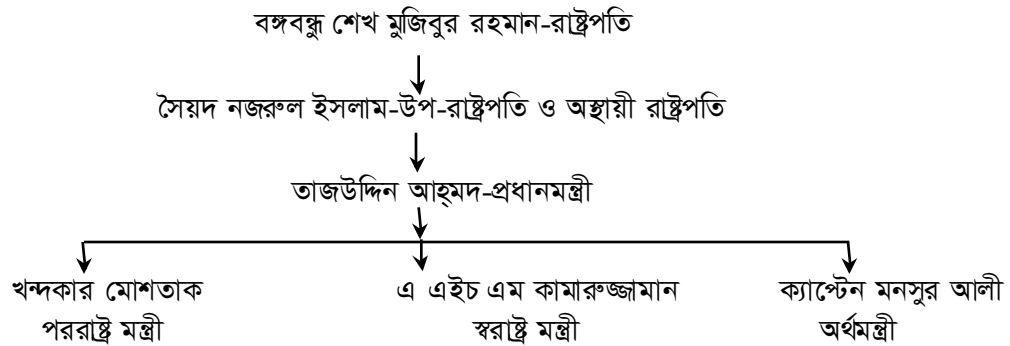 বঙ্গবন্ধু শেখ মুজিবুর রহমান-রাষ্ট্রপতি
সৈয়দ নজরুল ইসলাম-উপ-রাষ্ট্রপতি ও অস্থায়ী রাষ্ট্রপতি
তাজউদ্দিন আহ্‌মদ-প্রধানমন্ত্রী
খন্দকার মোশতাক
পররাষ্ট্র মন্ত্রী
এ এইচ এম কামারুজ্জামান
স্বরাষ্ট্র মন্ত্রী
ক্যাপ্টেন মনসুর আলী
অর্থমন্ত্রী